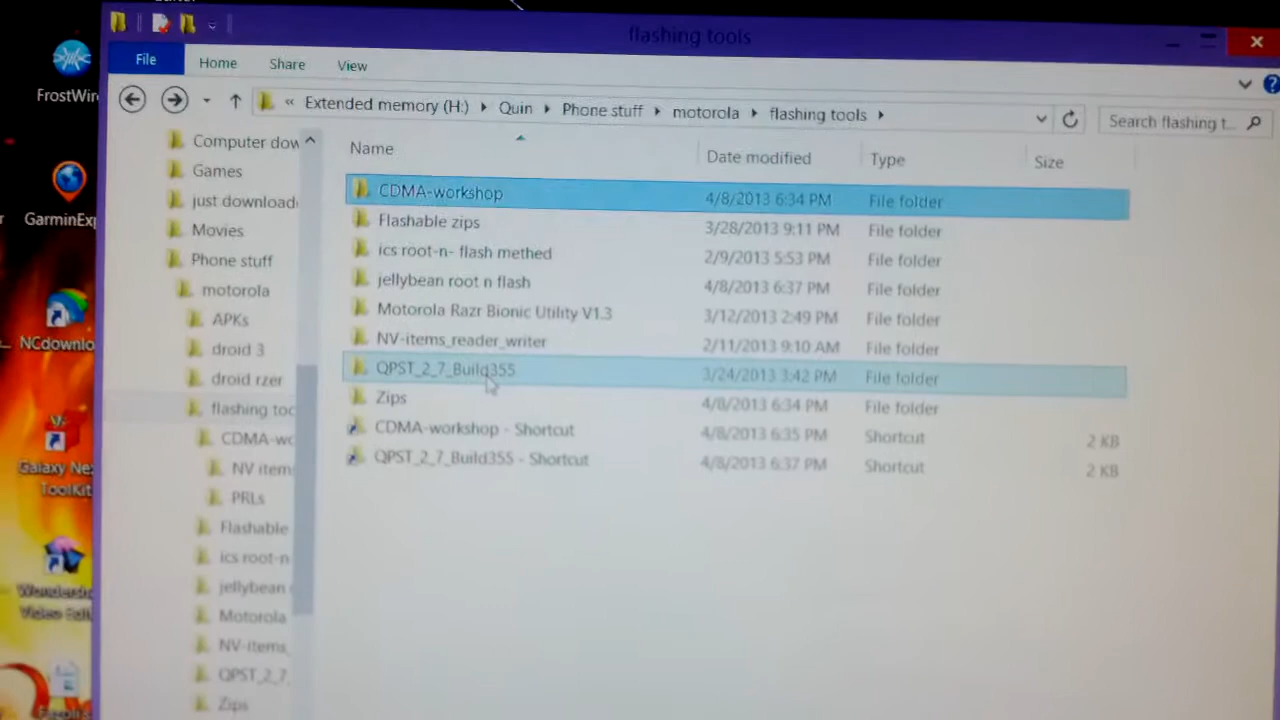 flashing tools
File Home Share View
« Extended memory (H:) Quin Phone stuff motorola flashing tools
Search flashing t...
Name Date modified Type Size
CDMA-workshop 4/8/2013 6:34 PM File folder
Flashable zips 3/28/2013 9:11 PM File folder
ics root-n- flash methed 2/9/2013 5:53 PM File folder
jellybean root n flash 4/8/2013 6:37 PM File folder
Motorola Razr Bionic Utility V1.3 3/12/2013 2:49 PM File folder
NV-items_reader_writer 2/11/2013 9:10 AM File folder
QPST_2_7_Build355 3/24/2013 3:42 PM File folder
Zips 4/8/2013 6:34 PM File folder
CDMA-workshop - Shortcut 4/8/2013 6:35 PM Shortcut 2 KB
QPST_2_7_Build355 - Shortcut 4/8/2013 6:37 PM Shortcut 2 KB
Computer dow
Games
just download
Movies
Phone stuff
motorola
APKs
droid 3
droid rzer
flashing too
CDMA-wo
NV item
PRLs
Flashable
ics root-n
jellybean
Motorola
NV-items_
QPST_2_7_
Zips
FrostWir
GarminExp
NCdownlo
Galaxy Ne
ToolKit
Wondersh
Video Edi